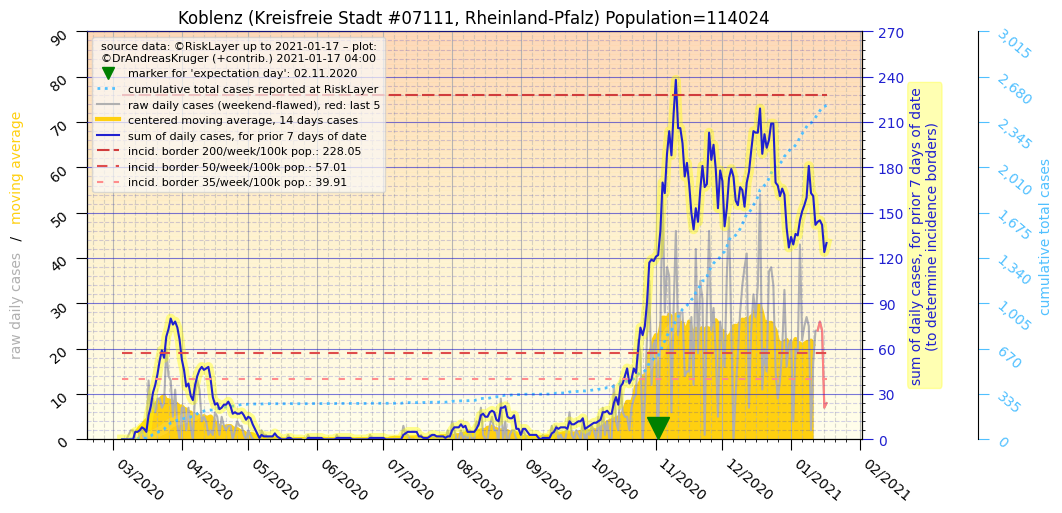 Koblenz (Kreisfreie Stadt #07111, Rheinland-Pfalz) Population=114024
source data: ©RiskLayer up to 2021-01-17 – plot:
©DrAndreasKruger (+contrib.) 2021-01-17 04:00
marker for 'expectation day': 02.11.2020
cumulative total cases reported at RiskLayer
raw daily cases (weekend-flawed), red: last 5
centered moving average, 14 days cases
sum of daily cases, for prior 7 days of date
incid. border 200/week/100k pop.: 228.05
incid. border 50/week/100k pop.: 57.01
incid. border 35/week/100k pop.: 39.91
raw daily cases / moving average
90
80
70
60
50
40
30
20
10
0
03/2020
04/2020
05/2020
06/2020
07/2020
08/2020
09/2020
10/2020
11/2020
12/2020
01/2021
02/2021
270
240
210
180
150
120
90
60
30
0
sum of daily cases, for prior 7 days of date
(to determine incidence borders)
3,015
2,680
2,345
2,010
1,675
1,340
1,005
670
335
0
cumulative total cases